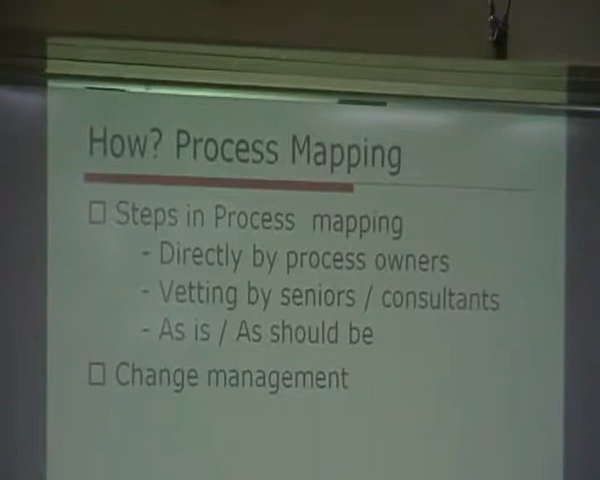 How? Process Mapping
□ Steps in Process mapping
- Directly by process owners
- Vetting by seniors / consultants
- As is / As should be
□ Change management